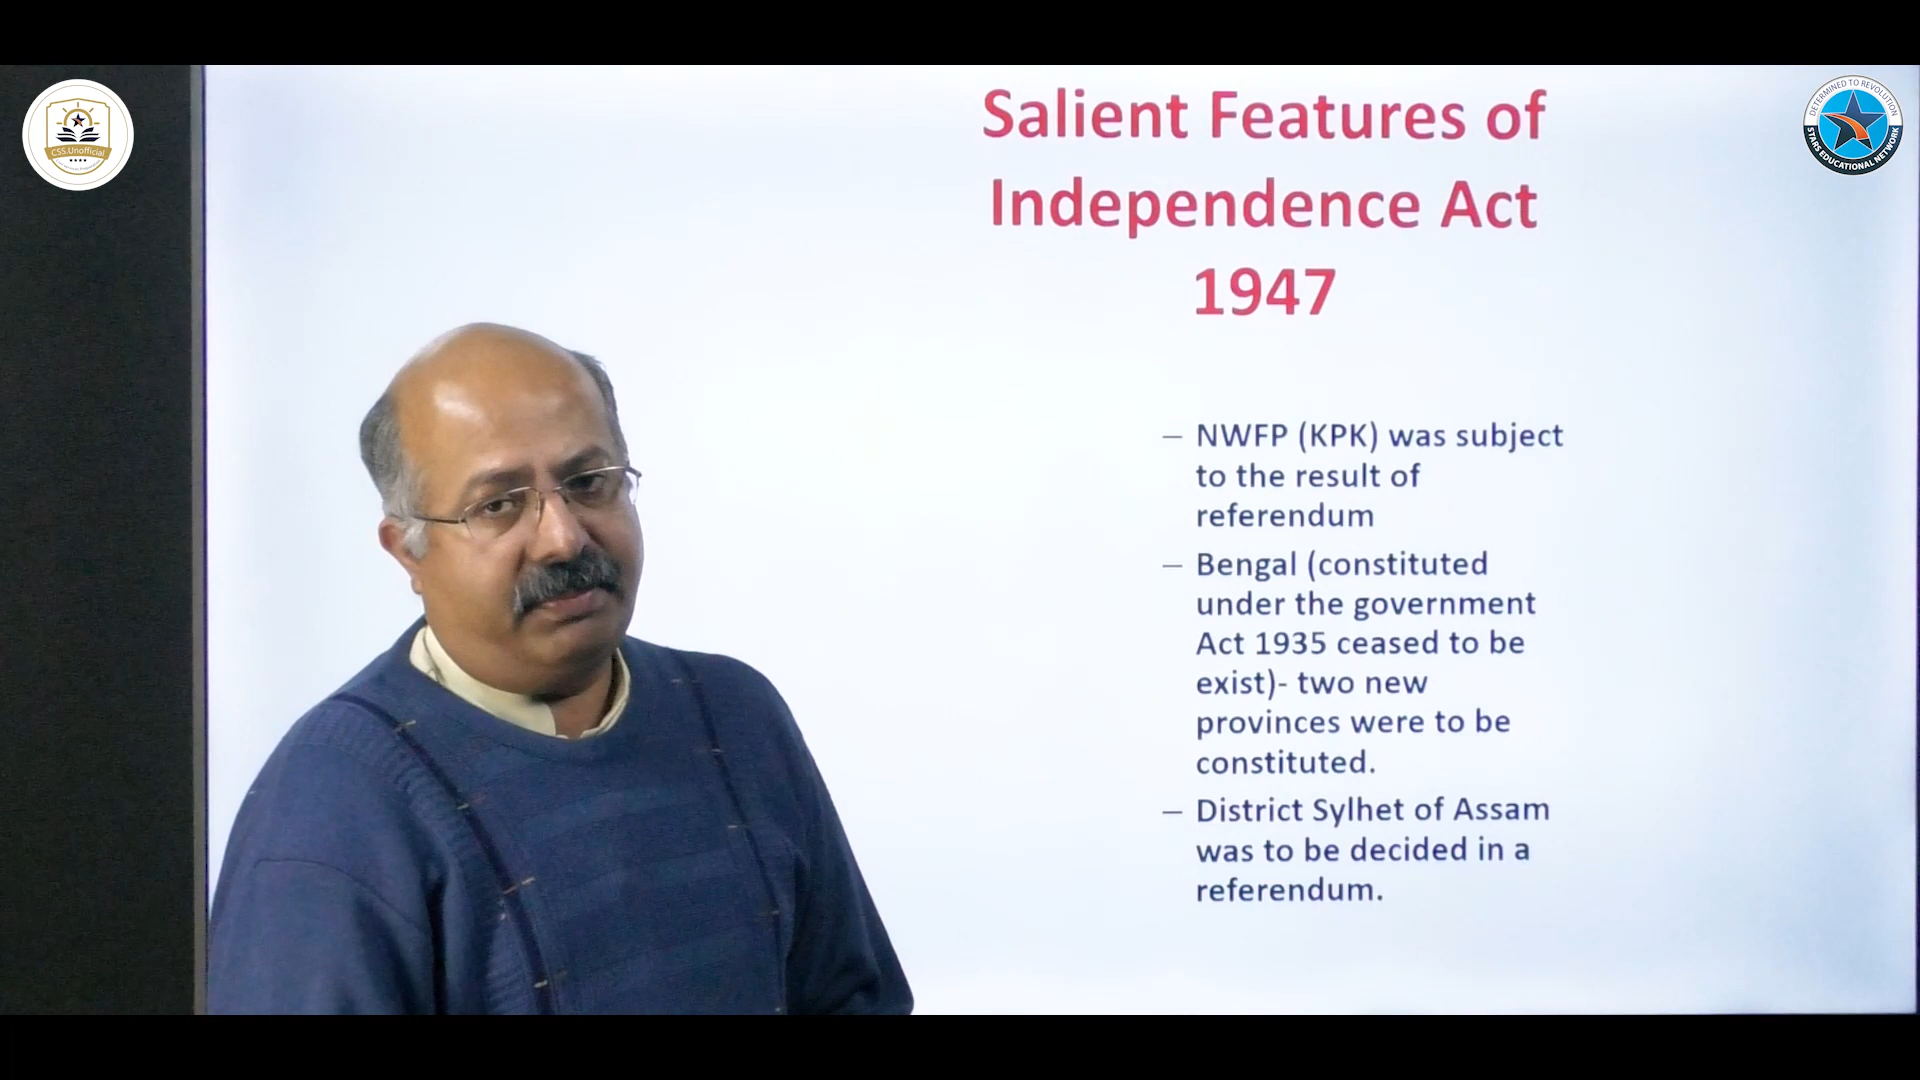 CSS.Unofficial
DETERMINED TO REVOLUTION
STARS EDUCATIONAL NETWORK
Salient Features of
Independence Act
1947
– NWFP (KPK) was subject
to the result of
referendum
– Bengal (constituted
under the government
Act 1935 ceased to be
exist)- two new
provinces were to be
constituted.
– District Sylhet of Assam
was to be decided in a
referendum.